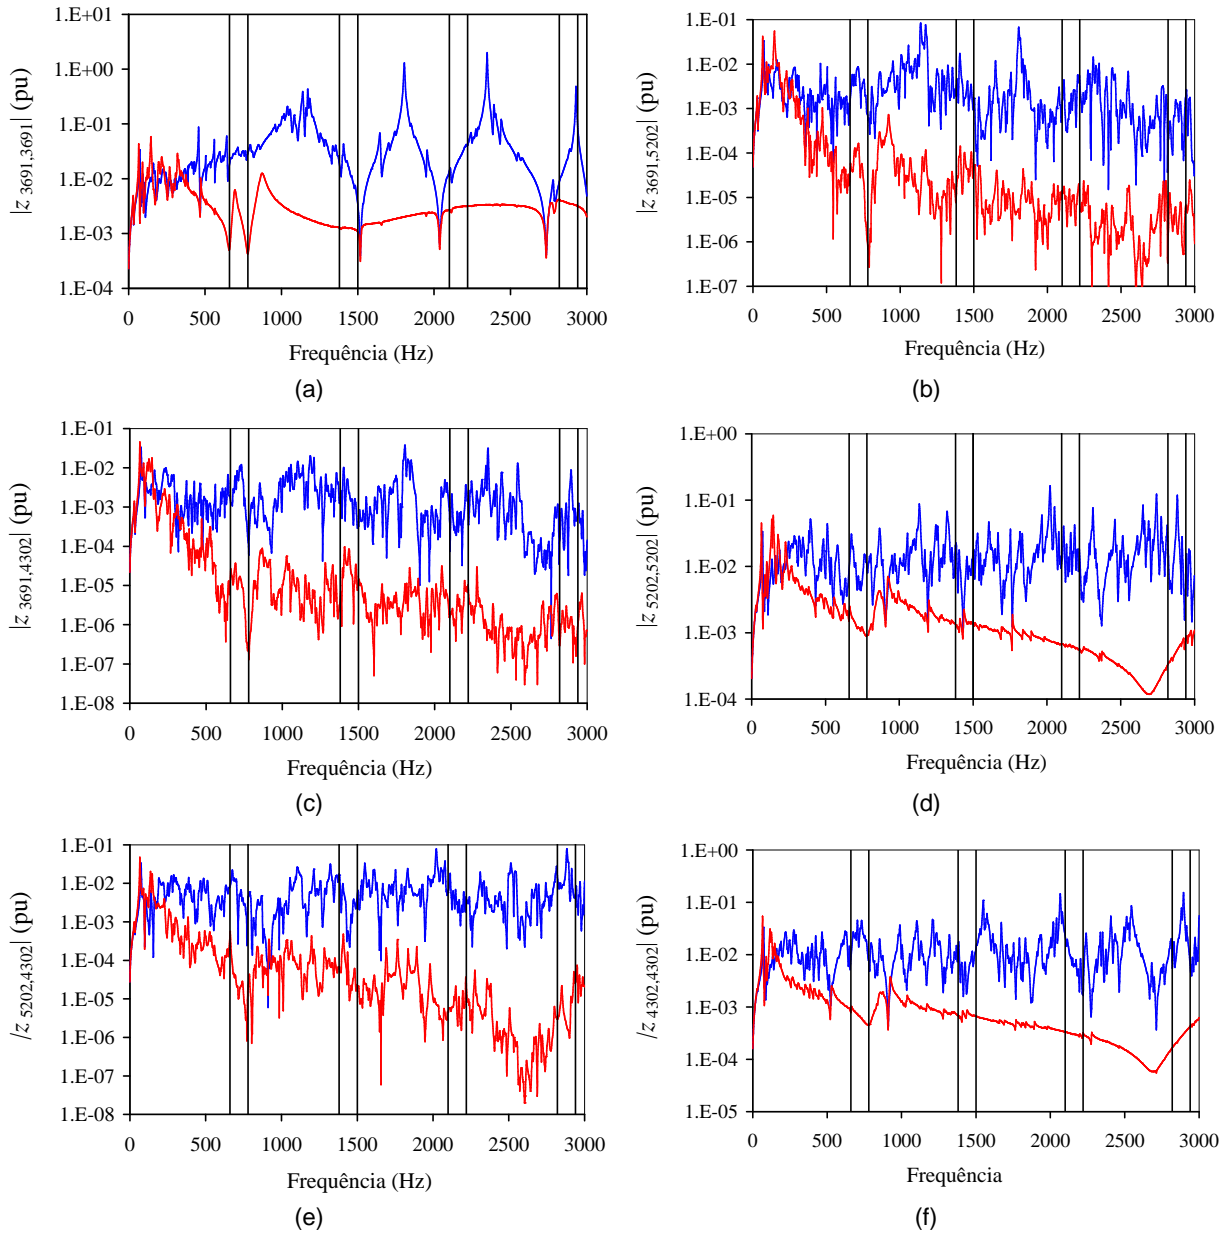 1.E+01
1.E+00
1.E-01
1.E-02
1.E-03
1.E-04
|z 3691,3691| (pu)
0 500 1000 1500 2000 2500 3000
Frequência (Hz)
(a)
1.E-01
1.E-02
1.E-03
1.E-04
1.E-05
1.E-06
1.E-07
|z 3691,5202| (pu)
0 500 1000 1500 2000 2500 3000
Frequência (Hz)
(b)
1.E-01
1.E-02
1.E-03
1.E-04
1.E-05
1.E-06
1.E-07
1.E-08
|z 3691,4302| (pu)
0 500 1000 1500 2000 2500 3000
Frequência (Hz)
(c)
1.E+00
1.E-01
1.E-02
1.E-03
1.E-04
|z 5202,5202| (pu)
0 500 1000 1500 2000 2500 3000
Frequência (Hz)
(d)
1.E-01
1.E-02
1.E-03
1.E-04
1.E-05
1.E-06
1.E-07
1.E-08
/z 5202,4302| (pu)
0 500 1000 1500 2000 2500 3000
Frequência (Hz)
(e)
1.E+00
1.E-01
1.E-02
1.E-03
1.E-04
1.E-05
/z 4302,4302| (pu)
0 500 1000 1500 2000 2500 3000
Frequência
(f)